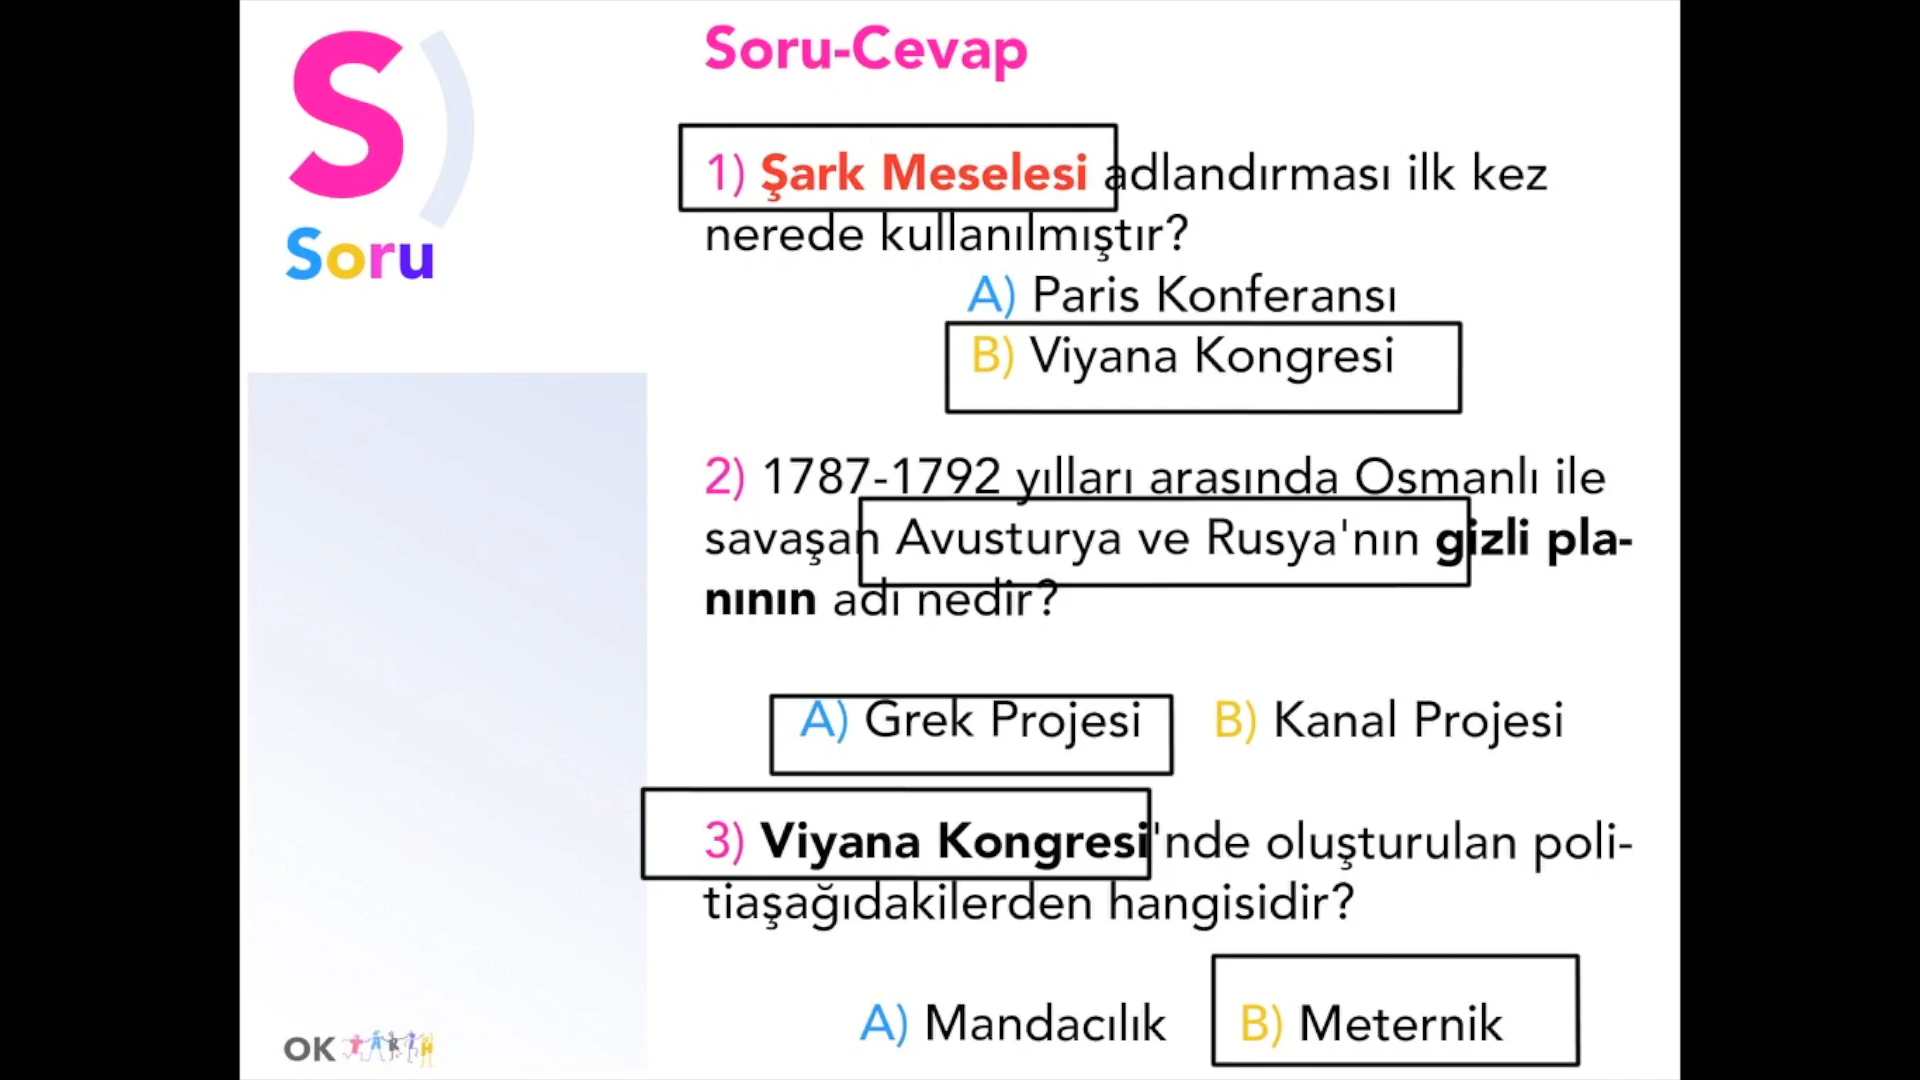 S)
Soru
Soru-Cevap
1) Şark Meselesi adlandırması ilk kez
nerede kullanılmıştır?
A) Paris Konferansı
B) Viyana Kongresi
2) 1787-1792 yılları arasında Osmanlı ile
savaşan Avusturya ve Rusya'nın gizli pla-
nının adı nedir?
A) Grek Projesi B) Kanal Projesi
3) Viyana Kongresi'nde oluşturulan poli-
tiaşağıdakilerden hangisidir?
A) Mandacılık B) Meternik
OK TARİH